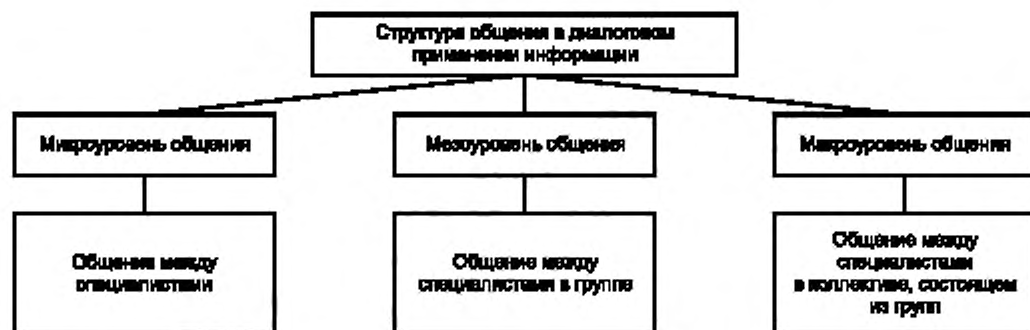 Структура общения в диалоговом
применении информации
Микроуровень общения
Мезоуровень общения
Макроуровень общения
Общение между
специалистами
Общение между
специалистами в группе
Общение между
специалистами
в коллективе, состоящем
из групп